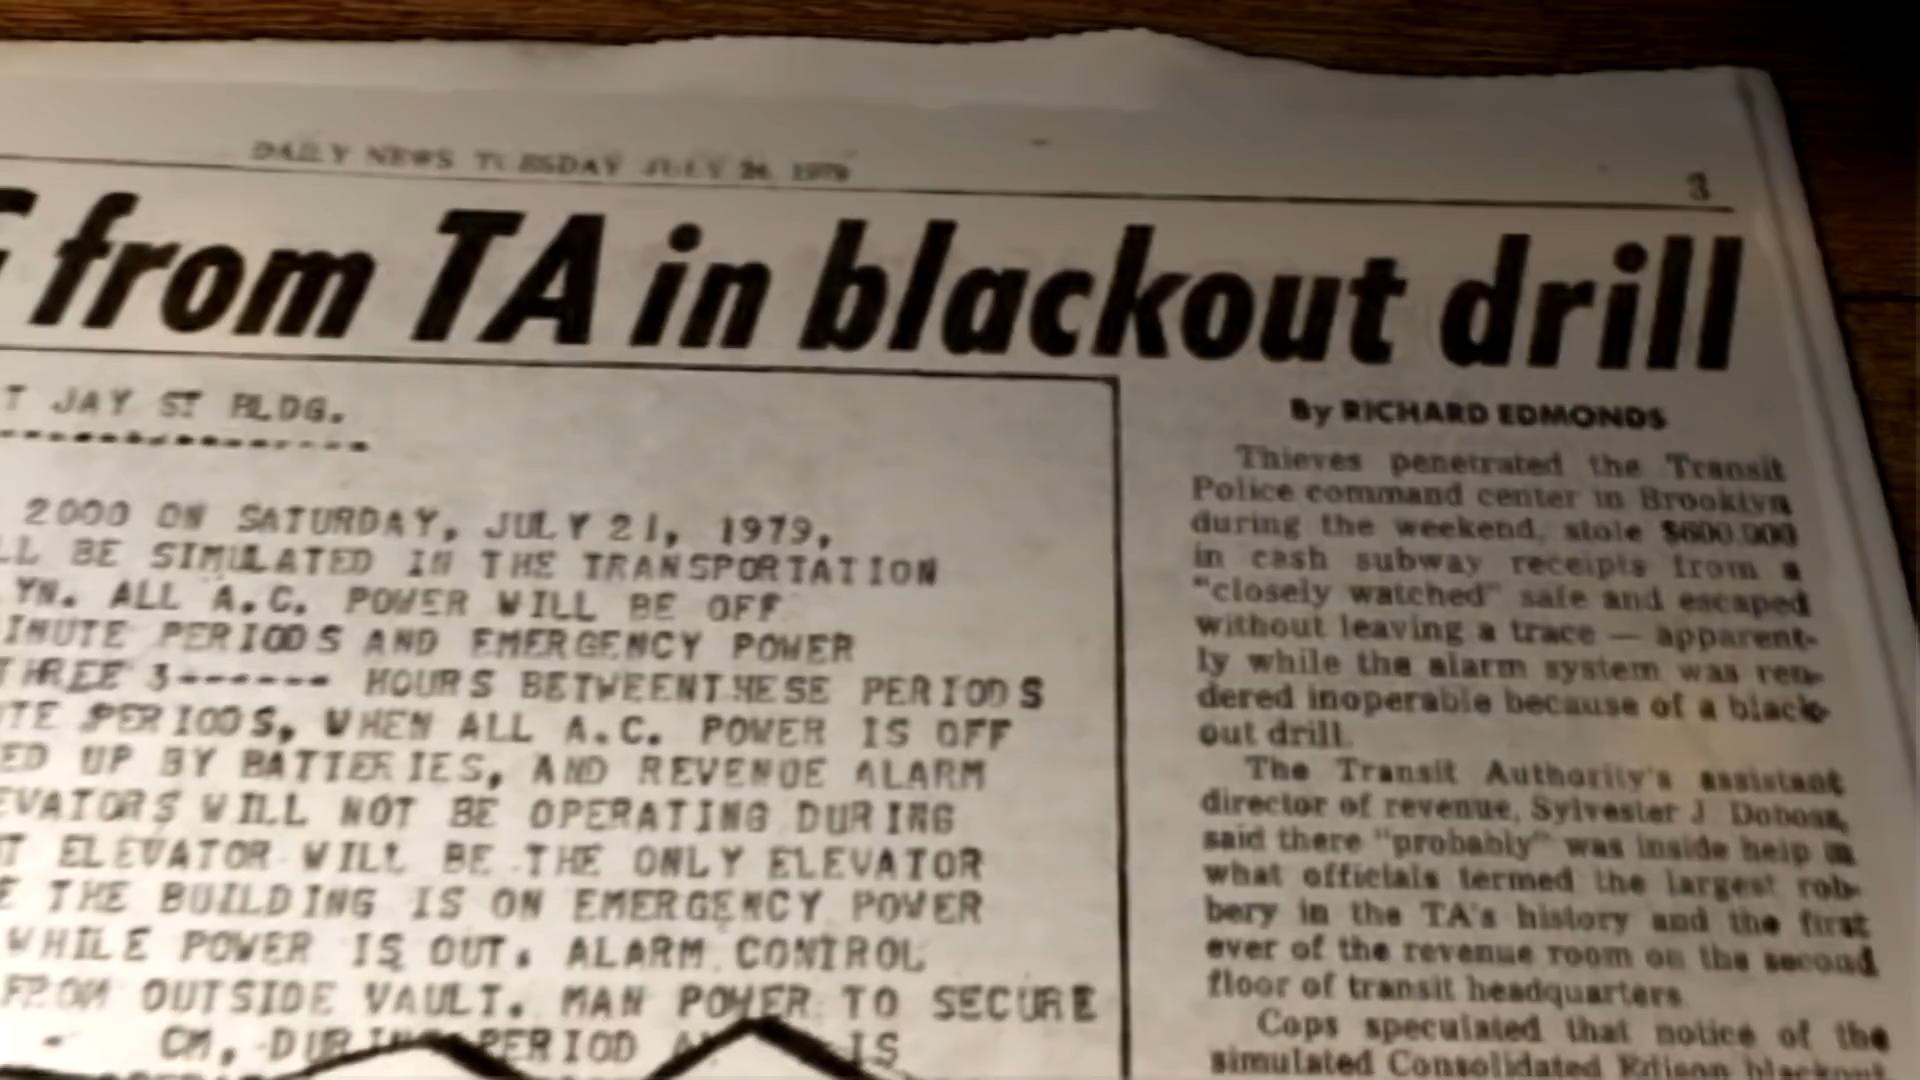 DAILY NEWS TUESDAY JULY 24, 1979
3
from TA in blackout drill
T JAY ST BLDG.
2000 ON SATURDAY, JULY 21, 1979,
LL BE SIMULATED IN THE TRANSPORTATION
YN. ALL A.C. POWER WILL BE OFF
INUTE PERIODS AND EMERGENCY POWER
THREE 3------ HOURS BETWEENTHESE PERIODS
TE PERIODS, WHEN ALL A.C. POWER IS OFF
ED UP BY BATTERIES, AND REVENUE ALARM
EVATORS WILL NOT BE OPERATING DURING
T ELEVATOR WILL BE THE ONLY ELEVATOR
E THE BUILDING IS ON EMERGENCY POWER
WHILE POWER IS OUT. ALARM CONTROL
FROM OUTSIDE VAULT. MAN POWER TO SECURE
CM, DURING PERIOD IS
By RICHARD EDMONDS
Thieves penetrated the Transit
Police command center in Brooklyn
during the weekend, stole $600,000
in cash subway receipts from a
"closely watched" safe and escaped
without leaving a trace — apparent-
ly while the alarm system was ren-
dered inoperable because of a black-
out drill.
The Transit Authority's assistant
director of revenue, Sylvester J. Dobosz,
said there "probably" was inside help in
what officials termed the largest rob-
bery in the TA's history and the first
ever of the revenue room on the second
floor of transit headquarters.
Cops speculated that notice of the
simulated Consolidated Edison blackout